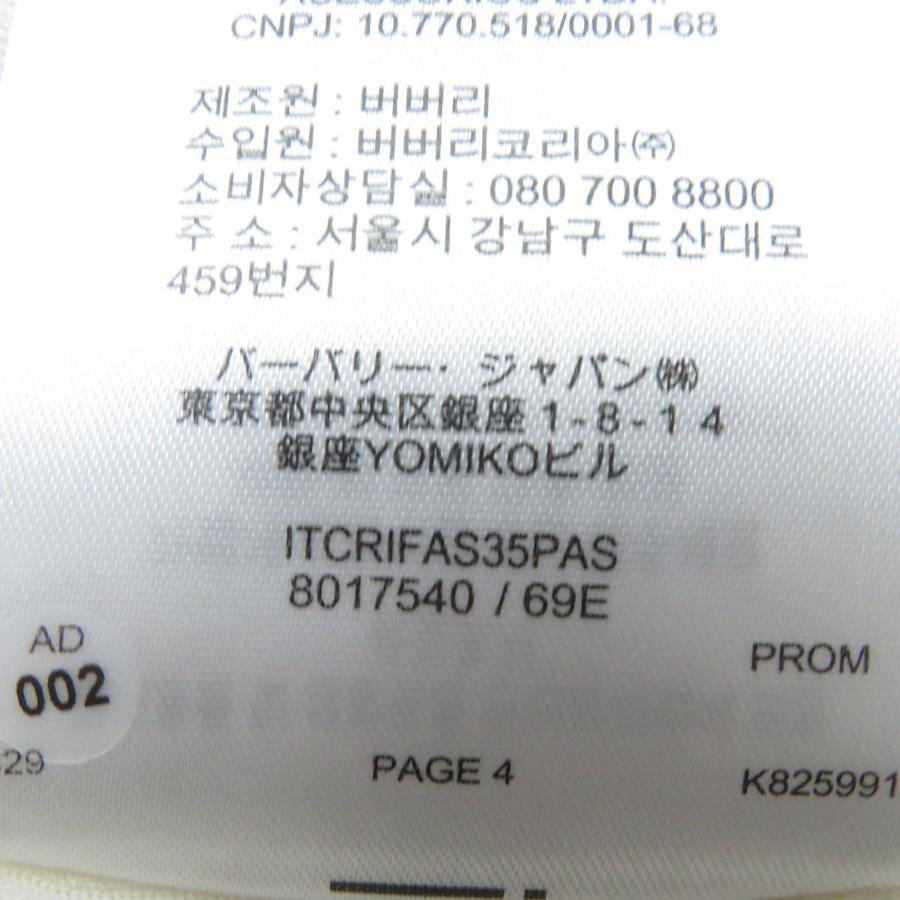 CNPJ: 10.770.518/0001-68
제조원 : 버버리
수입원 : 버버리코리아㈜
소비자상담실 : 080 700 8800
주 소 : 서울시 강남구 도산대로
459번지
バーバリー・ジャパン㈱
東京都中央区銀座 1-8-1 4
銀座YOMIKOビル
ITCRIFAS35PAS
8017540 / 69E
AD
002
PROM
29
PAGE 4
K825991